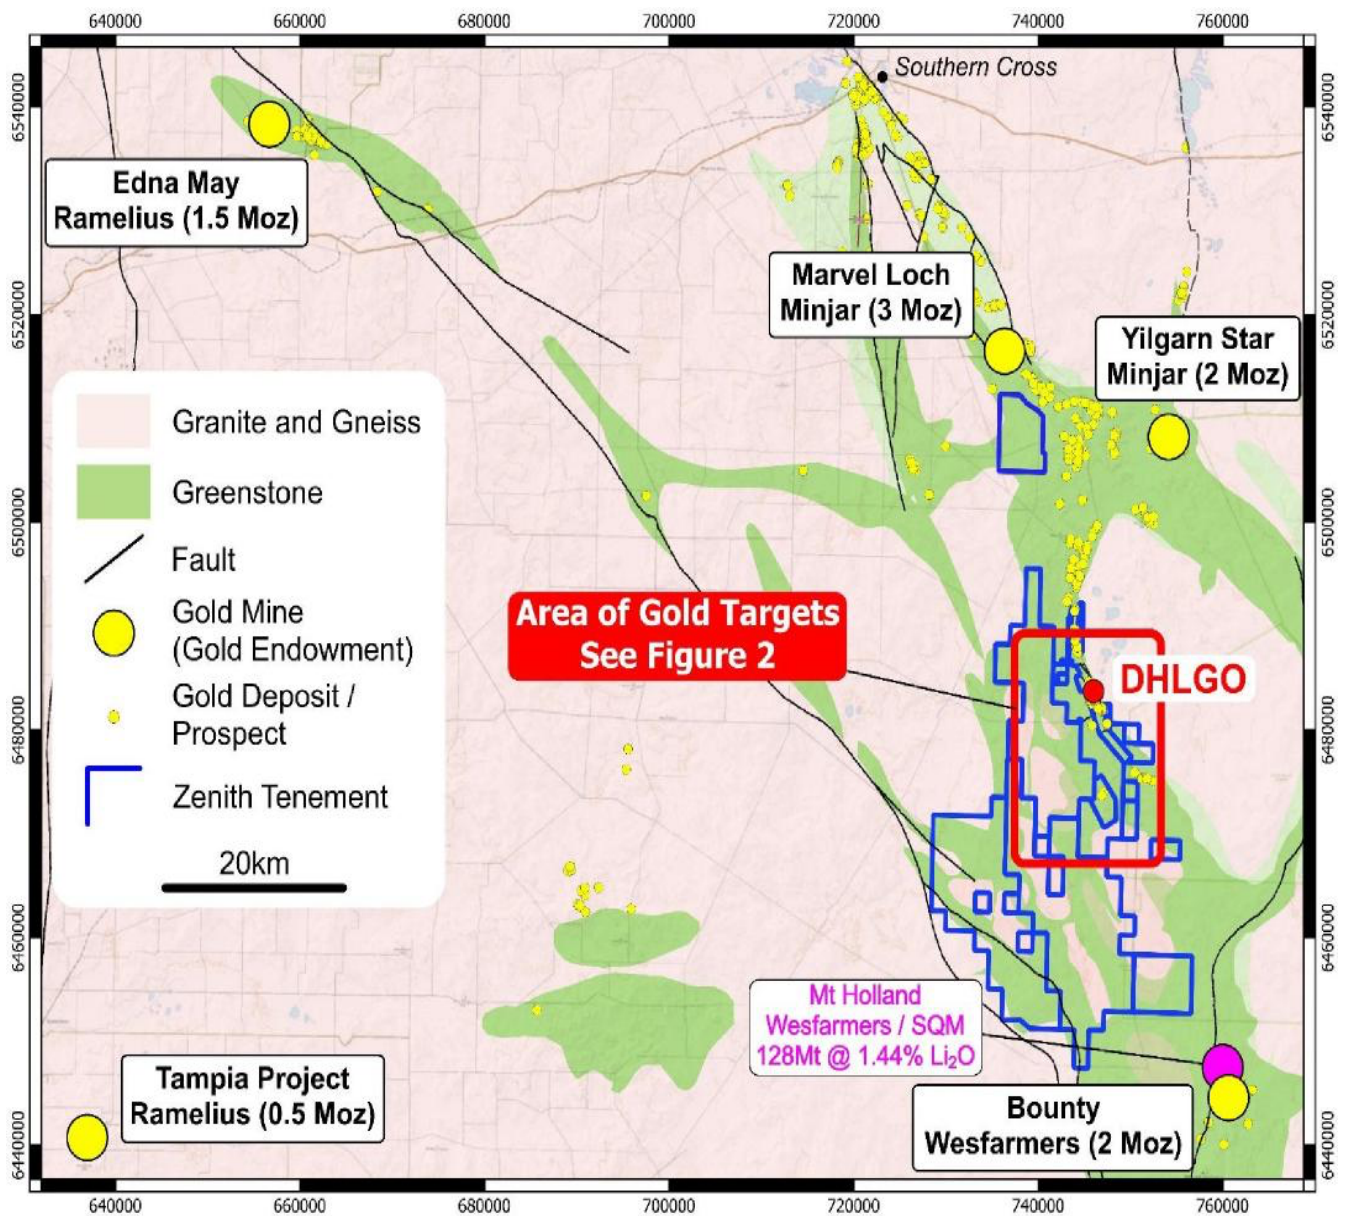 640000
660000
680000
700000
720000
740000
760000
6540000
6540000
Southern Cross
Edna May
Ramelius (1.5 Moz)
Marvel Loch
Minjar (3 Moz)
6520000
6520000
Yilgarn Star
Minjar (2 Moz)
Granite and Gneiss
Greenstone
Fault
Gold Mine
(Gold Endowment)
Gold Deposit /
Prospect
Zenith Tenement
20km
6500000
6500000
Area of Gold Targets
See Figure 2
DHLGO
6480000
6480000
6460000
6460000
Mt Holland
Wesfarmers / SQM
128Mt @ 1.44% Li₂O
Tampia Project
Ramelius (0.5 Moz)
Bounty
Wesfarmers (2 Moz)
6440000
6440000
640000
660000
680000
700000
720000
740000
760000